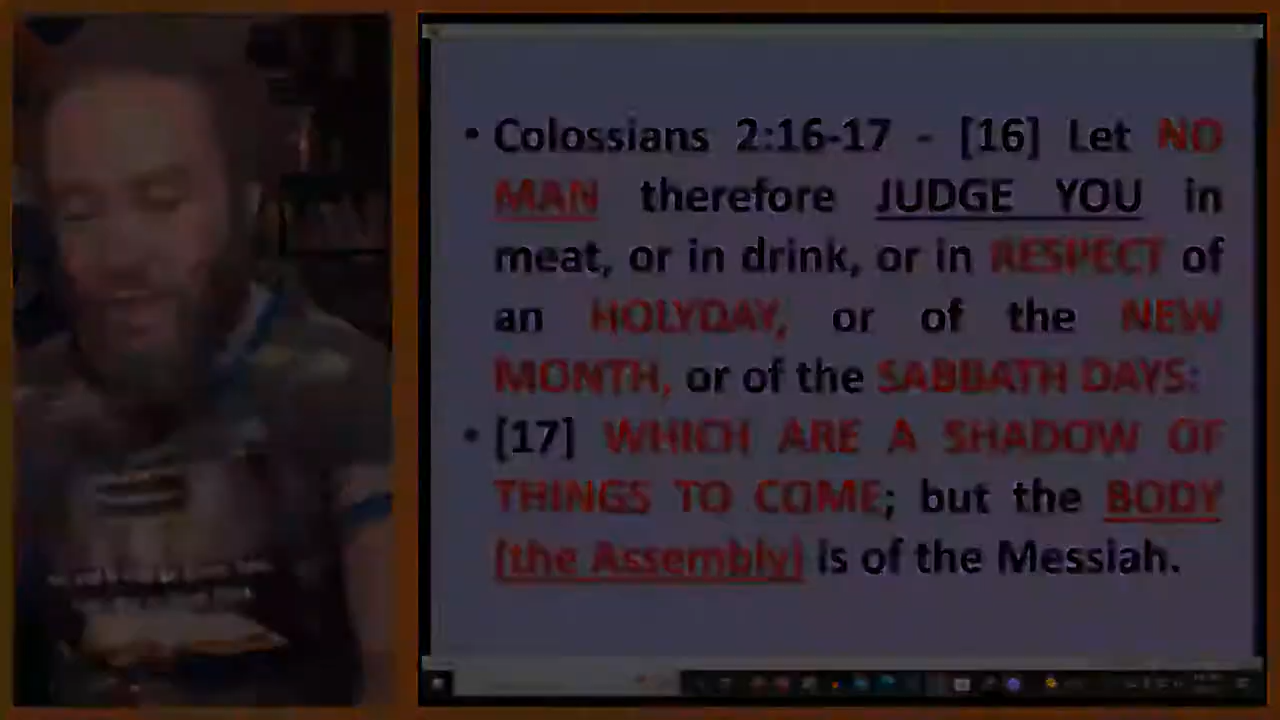 • Colossians 2:16-17 - [16] Let NO
MAN therefore JUDGE YOU in
meat, or in drink, or in RESPECT of
an HOLYDAY, or of the NEW
MONTH, or of the SABBATH DAYS:
• [17] WHICH ARE A SHADOW OF
THINGS TO COME; but the BODY
(the Assembly) is of the Messiah.